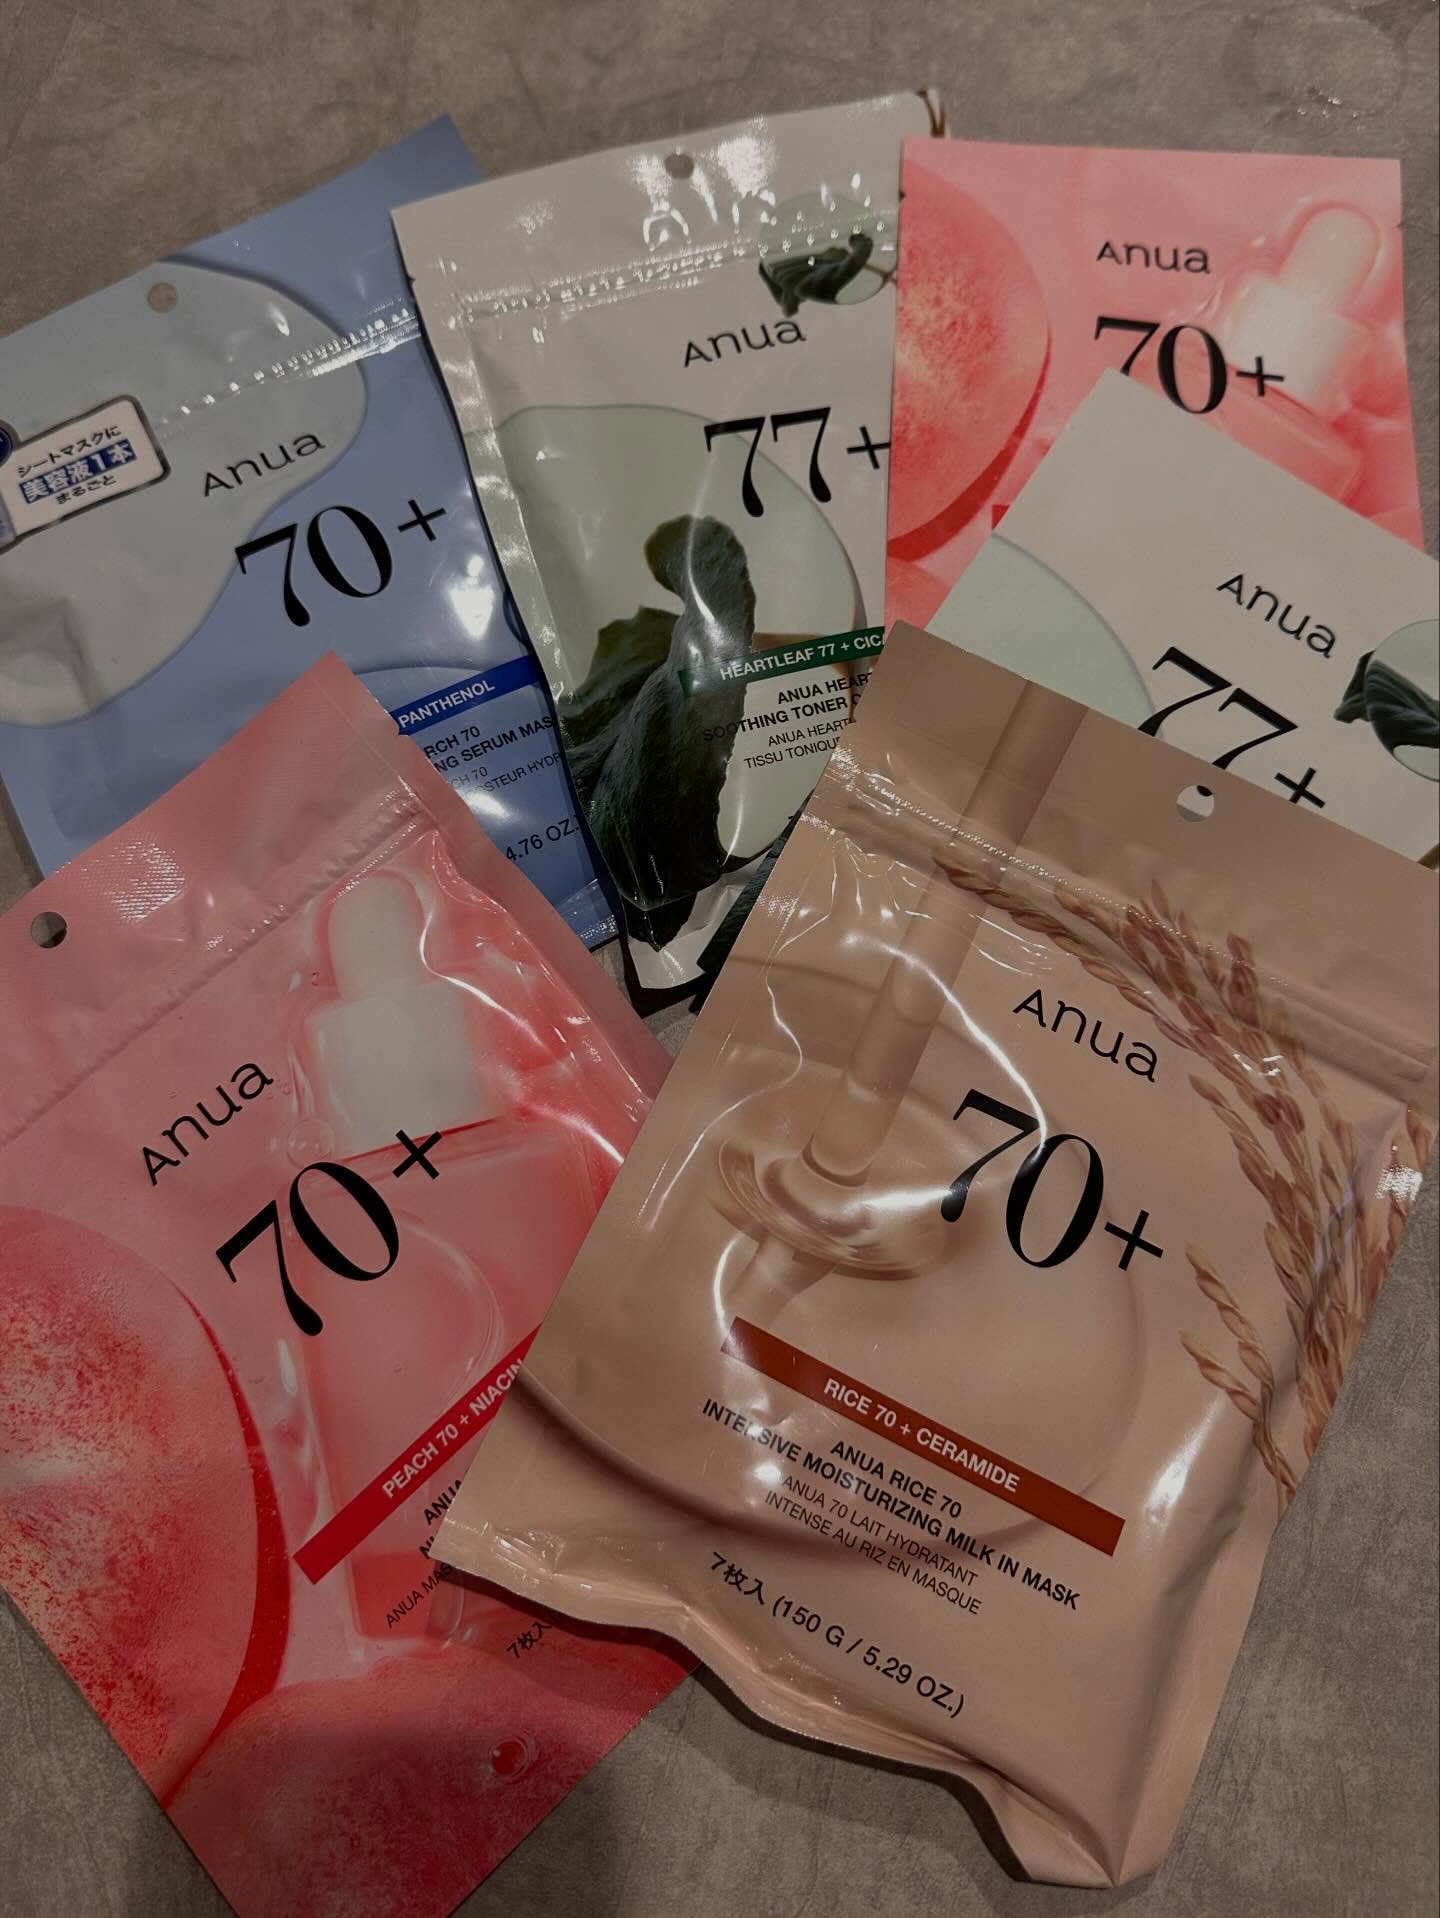 シートマスクに
美容液1本
まるごと
Anua
70+
PANTHENOL
RCH 70
NG SERUM MAS
CH 70
4.76 OZ.
Anua
77+
HEARTLEAF 77 + CICA
ANUA HEAR
SOOTHING TONER
ANUA HEART
TISSU TONIQU
Anua
70+
Anua
77+
Anua
70+
PEACH 70 + NIACIN
ANUA
ANUA MAS
7枚入
Anua
70+
RICE 70 + CERAMIDE
ANUA RICE 70
INTENSIVE MOISTURIZING MILK IN MASK
ANUA 70 LAIT HYDRATANT
INTENSE AU RIZ EN MASQUE
7枚入 (150 G / 5.29 OZ.)